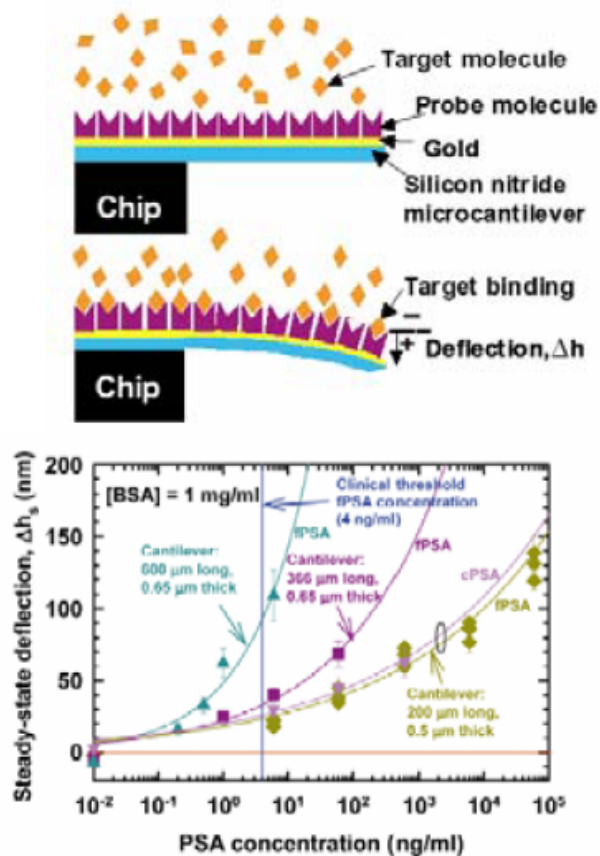 Target molecule
Probe molecule
Gold
Silicon nitride
microcantilever
Chip
Target binding
−
+
Deflection, Δh
Chip
200
150
100
50
0
Steady-state deflection, Δhs (nm)
[BSA] = 1 mg/ml
Clinical threshold
fPSA concentration
(4 ng/ml)
fPSA
fPSA
cPSA
fPSA
Cantilever:
600 μm long,
0.65 μm thick
Cantilever:
366 μm long,
0.65 μm thick
Cantilever:
200 μm long,
0.5 μm thick
10-2
10-1
100
101
102
103
104
105
PSA concentration (ng/ml)